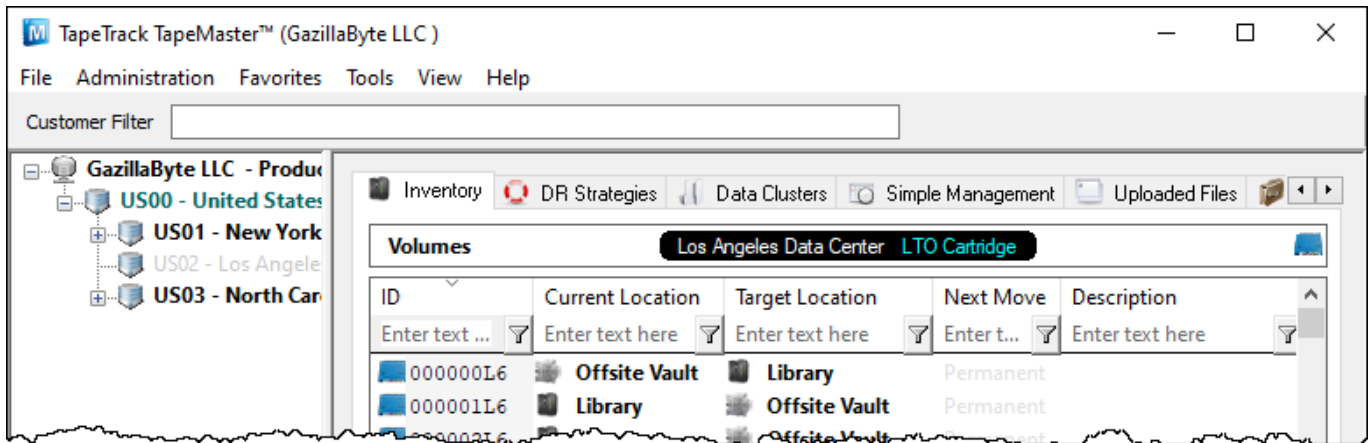 TapeTrack TapeMaster™ (GazillaByte LLC )
File Administration Favorites Tools View Help
Customer Filter
GazillaByte LLC - Produc
US00 - United States
US01 - New York
US02 - Los Angele
US03 - North Car
Inventory DR Strategies Data Clusters Simple Management Uploaded Files
Volumes Los Angeles Data Center LTO Cartridge
ID Current Location Target Location Next Move Description
Enter text ... Enter text here Enter text here Enter t... Enter text here
000000L6 Offsite Vault Library Permanent
000001L6 Library Offsite Vault Permanent
Offsite Vault